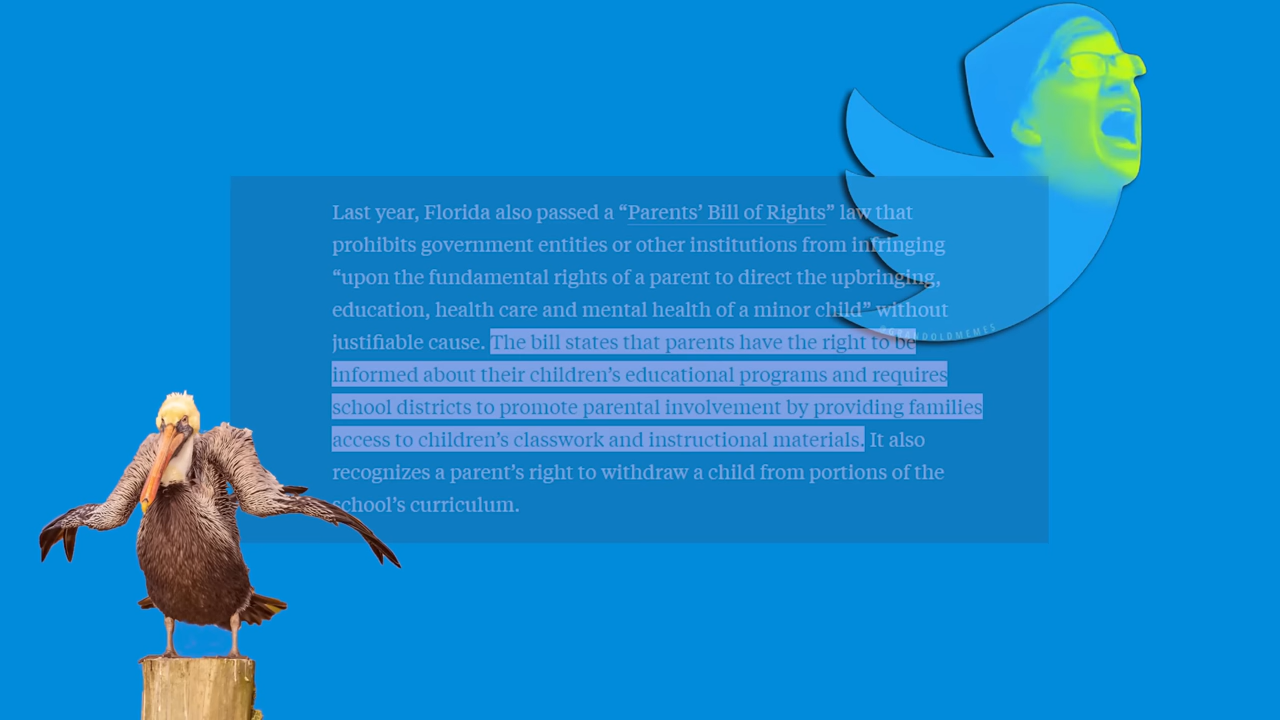 Last year, Florida also passed a “Parents’ Bill of Rights” law that
prohibits government entities or other institutions from infringing
“upon the fundamental rights of a parent to direct the upbringing,
education, health care and mental health of a minor child” without
justifiable cause. The bill states that parents have the right to be
informed about their children’s educational programs and requires
school districts to promote parental involvement by providing families
access to children’s classwork and instructional materials. It also
recognizes a parent’s right to withdraw a child from portions of the
school’s curriculum.